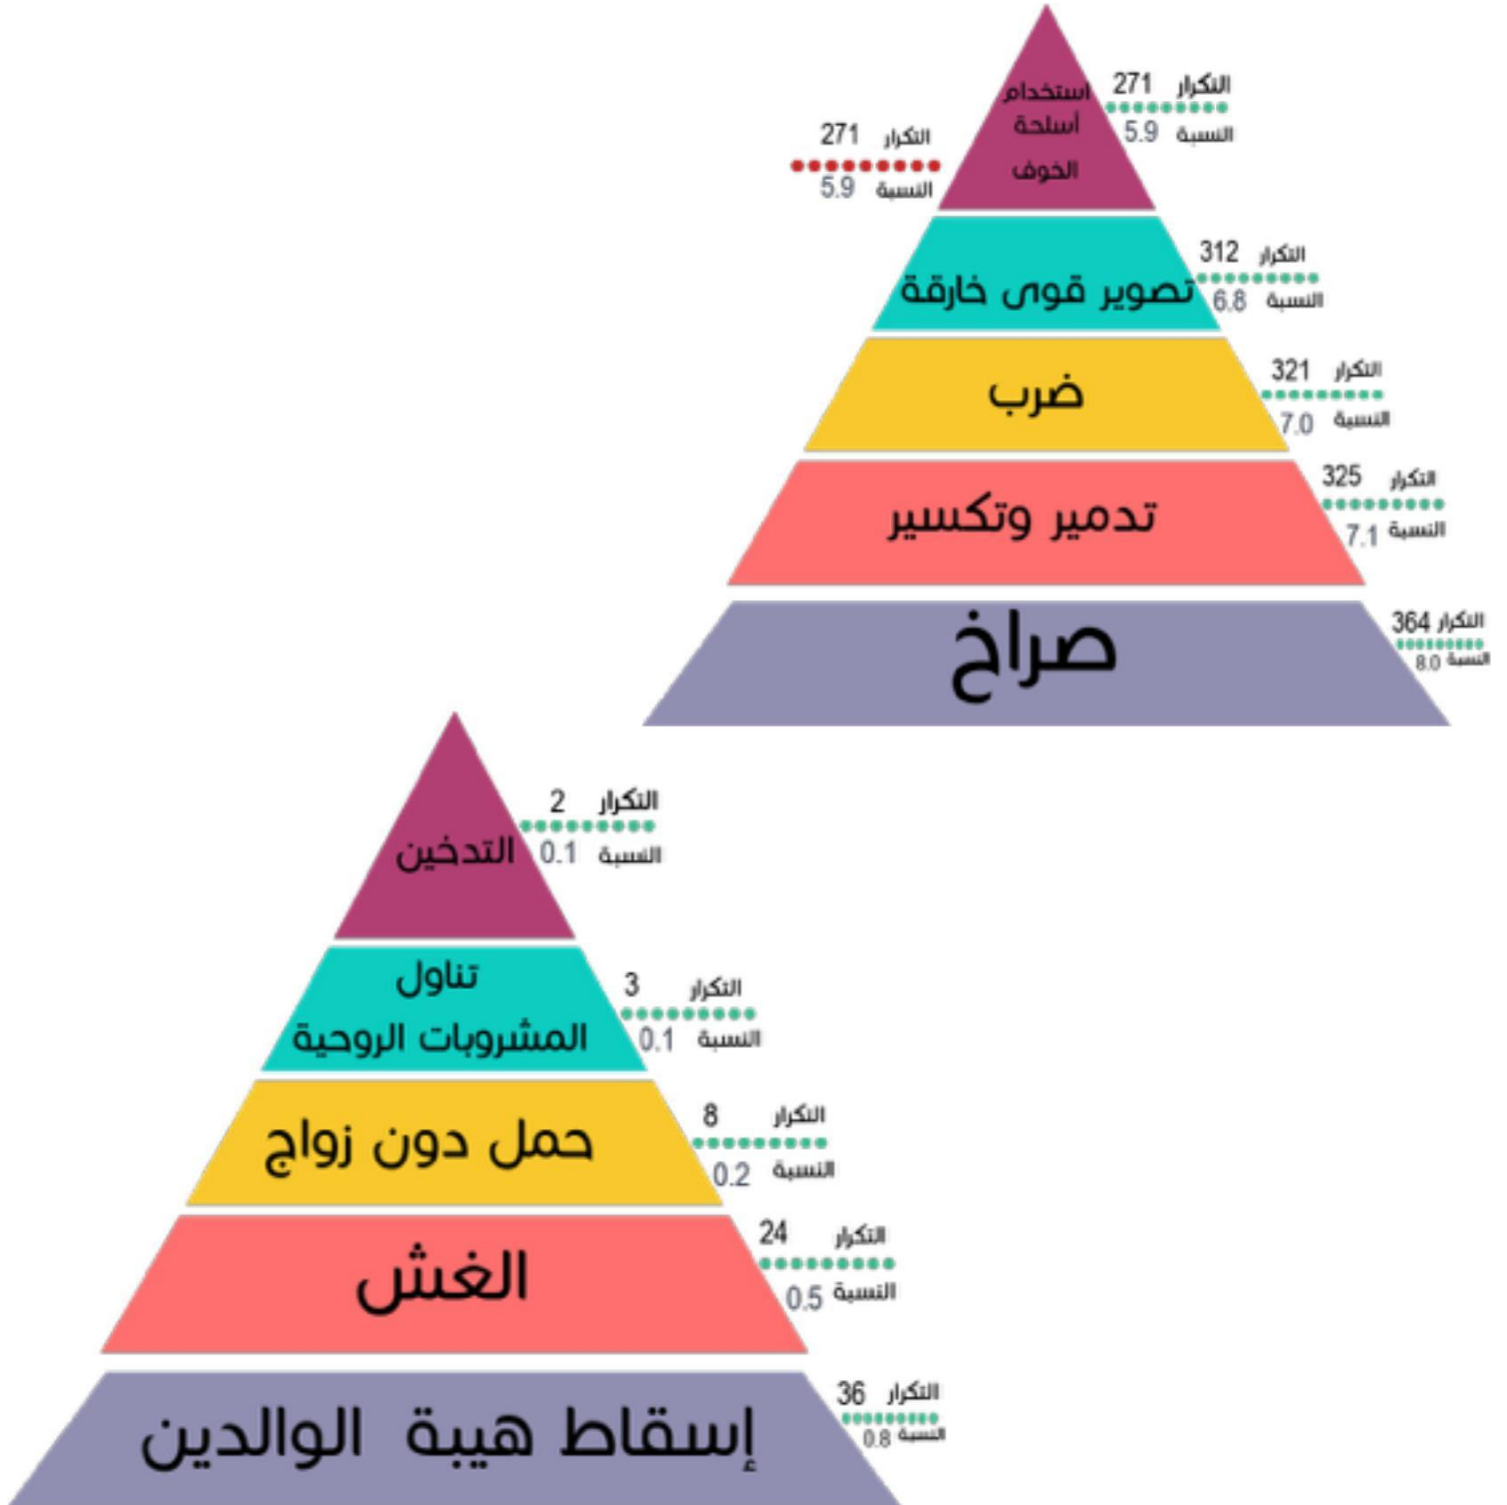 استخدام
أسلحة
الخوف
التكرار 271
النسبة 5.9
التكرار 271
النسبة 5.9
تصوير قوى خارقة
التكرار 312
النسبة 6.8
ضرب
التكرار 321
النسبة 7.0
تدمير وتكسير
التكرار 325
النسبة 7.1
صراخ
التكرار 364
النسبة 8.0
التدخين
التكرار 2
النسبة 0.1
تناول
المشروبات الروحية
التكرار 3
النسبة 0.1
حمل دون زواج
التكرار 8
النسبة 0.2
الغش
التكرار 24
النسبة 0.5
إسقاط هيبة الوالدين
التكرار 36
النسبة 0.8